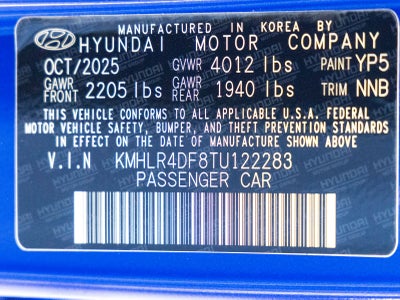 MANUFACTURED IN KOREA
HYUNDAI MOTOR COMPANY
OCT/2025 GVWR 4012 lbs PAINT YP5
GAWR FRONT 2205 lbs GAWR REAR 1940 lbs TRIM NNB
THIS VEHICLE CONFORMS TO ALL APPLICABLE U.S.A. FEDERAL
MOTOR VEHICLE SAFETY, BUMPER, AND THEFT PREVENTION
STANDARDS IN EFFECT ON THE DATE OF MANUFACTURE SHOWN ABOVE
V.I.N KMHLR4DF8TU122283
PASSENGER CAR